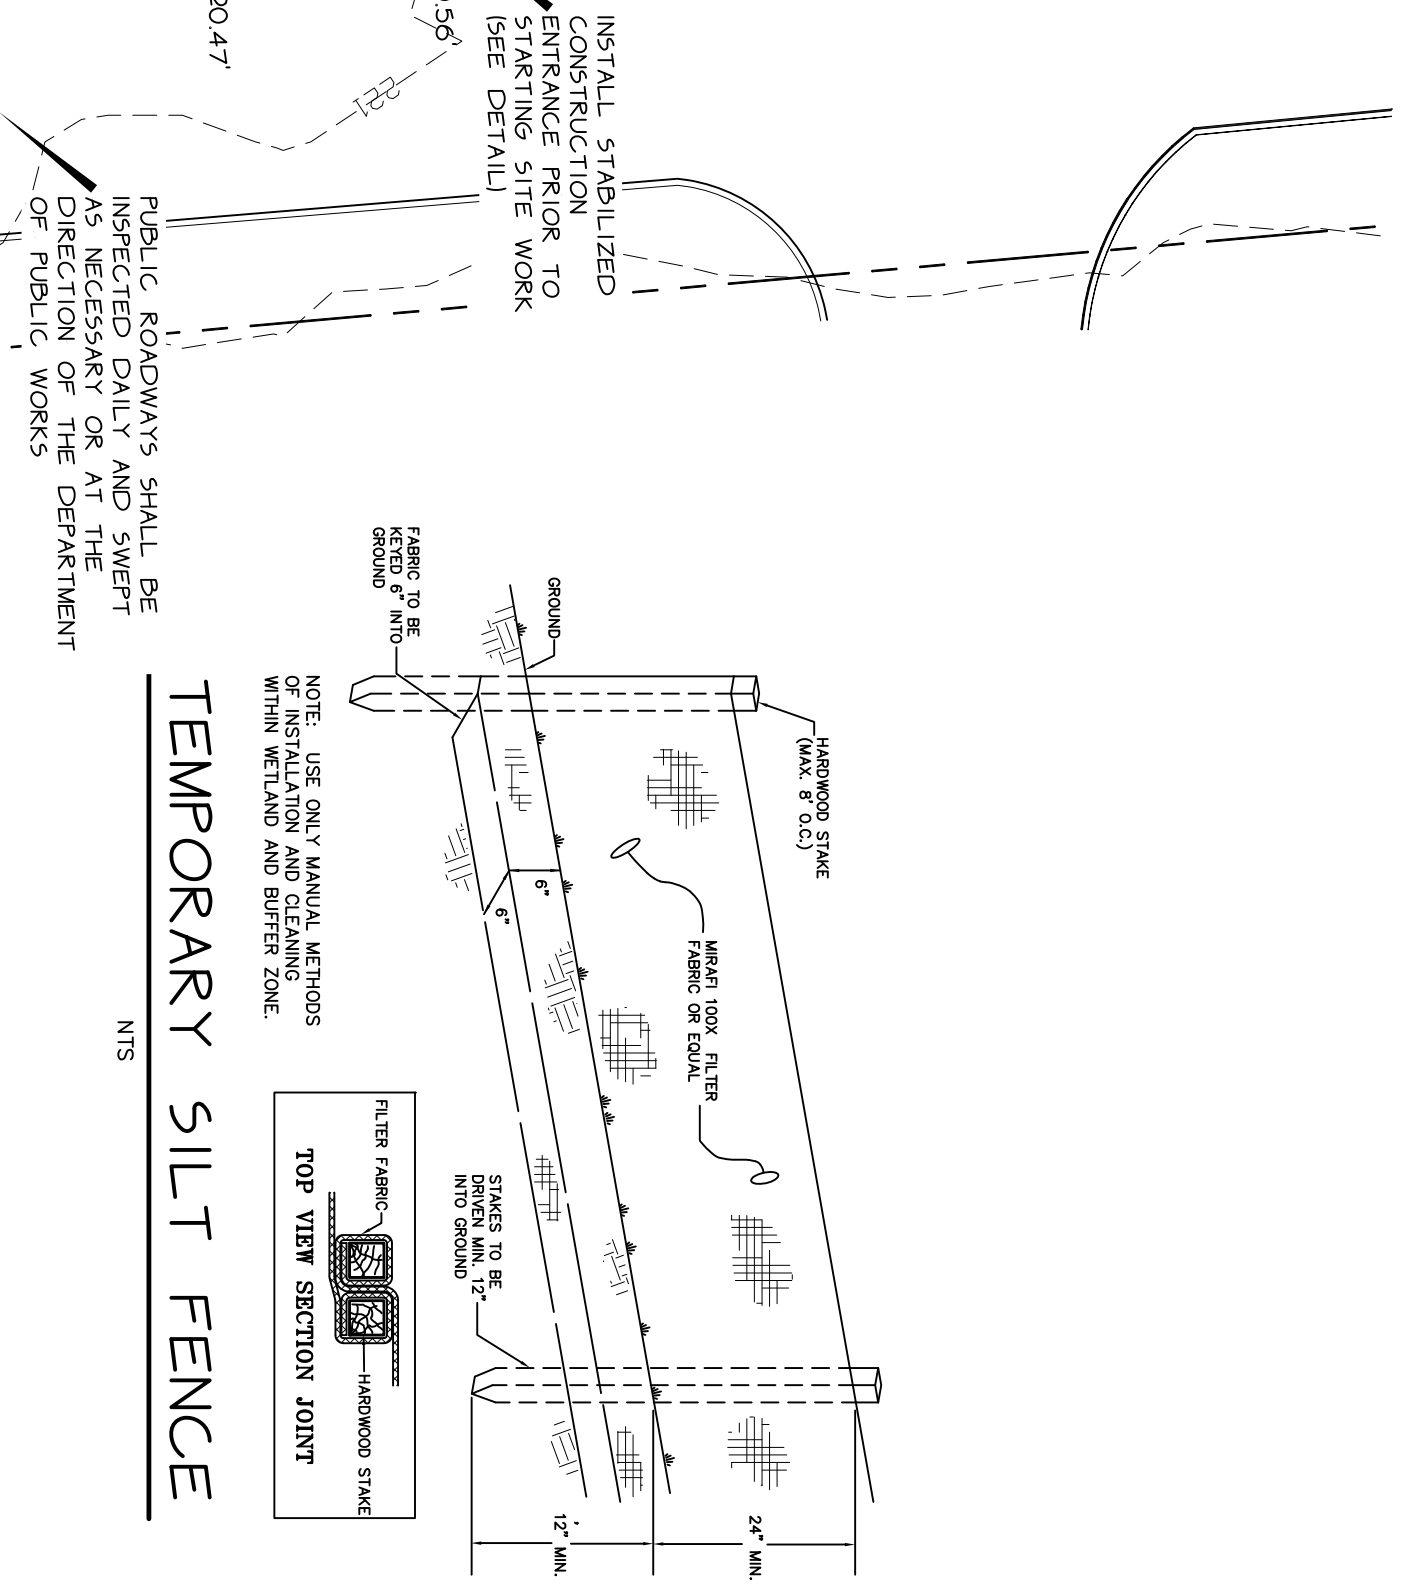 INSTALL STABILIZED
CONSTRUCTION
ENTRANCE PRIOR TO
STARTING SITE WORK
(SEE DETAIL)
.56'
20.47'
221
PUBLIC ROADWAYS SHALL BE
INSPECTED DAILY AND SWEPT
AS NECESSARY OR AT THE
DIRECTION OF THE DEPARTMENT
OF PUBLIC WORKS
HARDWOOD STAKE
(MAX. 8' O.C.)
MIRAFI 100X FILTER
FABRIC OR EQUAL
24" MIN.
12" MIN.
GROUND
6"
6"
FABRIC TO BE
KEYED 6" INTO
GROUND
STAKES TO BE
DRIVEN MIN. 12"
INTO GROUND
NOTE: USE ONLY MANUAL METHODS
OF INSTALLATION AND CLEANING
WITHIN WETLAND AND BUFFER ZONE.
FILTER FABRIC
HARDWOOD STAKE
TOP VIEW SECTION JOINT
TEMPORARY SILT FENCE
NTS